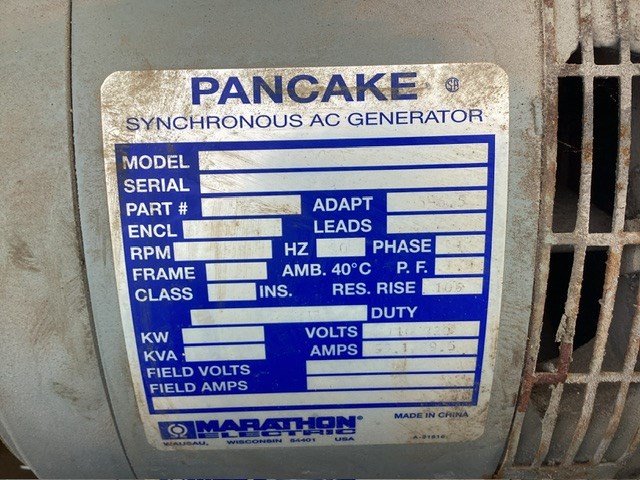 PANCAKE
SYNCHRONOUS AC GENERATOR
MODEL
SERIAL
PART # ADAPT
ENCL LEADS
RPM HZ PHASE
FRAME AMB. 40°C P. F.
CLASS INS. RES. RISE 105
DUTY
KW VOLTS
KVA AMPS
FIELD VOLTS
FIELD AMPS
MARATHON®
ELECTRIC
MADE IN CHINA
WAUSAU, WISCONSIN 54401 USA